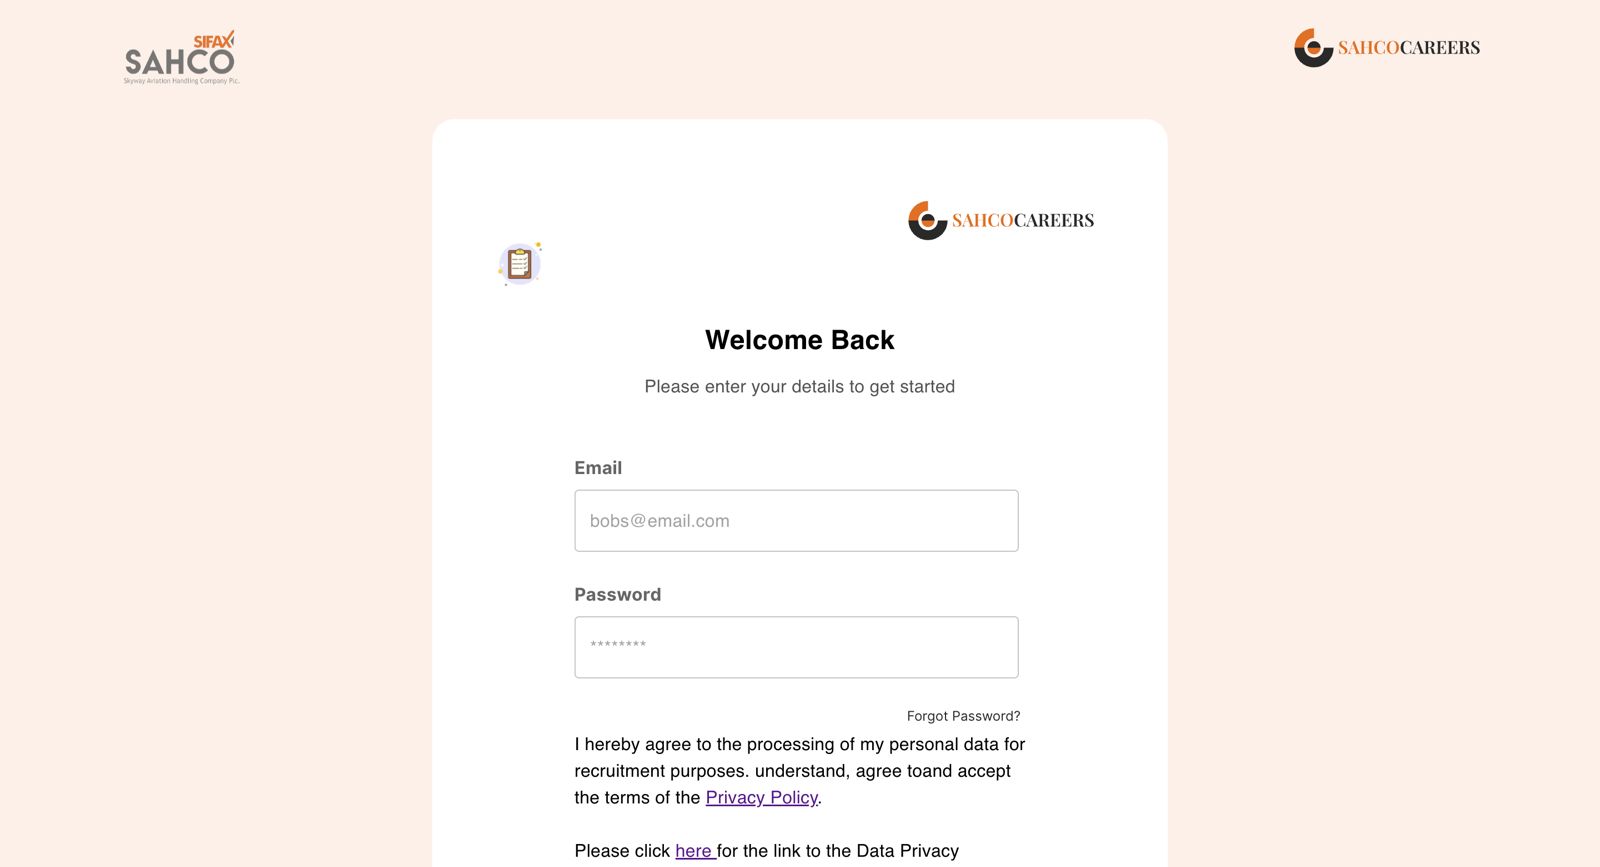 SIFAX
SAHCO
Skyway Aviation Handling Company Plc.
SAHCOCAREERS
SAHCOCAREERS
Welcome Back
Please enter your details to get started
Email
bobs@email.com
Password
********
Forgot Password?
I hereby agree to the processing of my personal data for
recruitment purposes. understand, agree toand accept
the terms of the Privacy Policy.
Please click here for the link to the Data Privacy